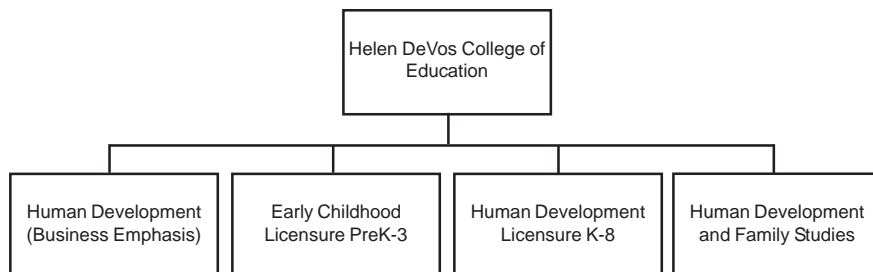 Helen DeVos College of
Education
Human Development
(Business Emphasis)
Early Childhood
Licensure PreK-3
Human Development
Licensure K-8
Human Development
and Family Studies